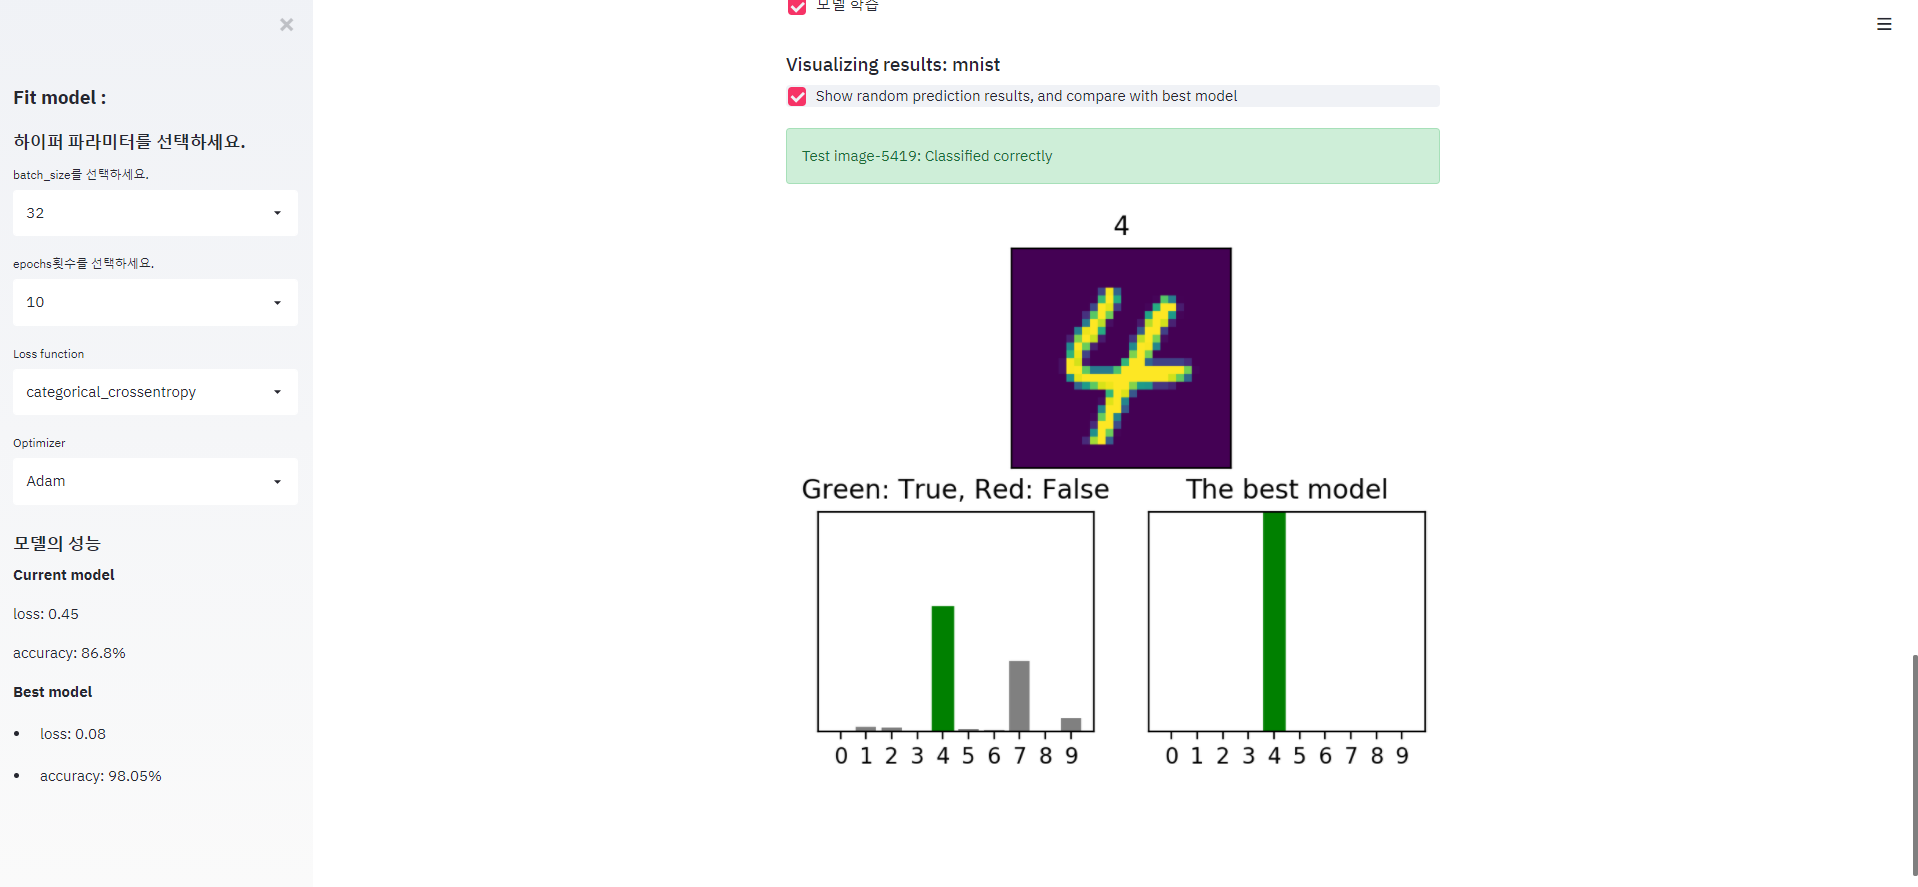 Fit model :
하이퍼 파라미터를 선택하세요.
batch_size를 선택하세요.
32
epochs횟수를 선택하세요.
10
Loss function
categorical_crossentropy
Optimizer
Adam
모델의 성능
Current model
loss: 0.45
accuracy: 86.8%
Best model
loss: 0.08
accuracy: 98.05%
모델 학습
Visualizing results: mnist
Show random prediction results, and compare with best model
Test image-5419: Classified correctly
4
4
Green: True, Red: False
0 1 2 3 4 5 6 7 8 9
The best model
0 1 2 3 4 5 6 7 8 9